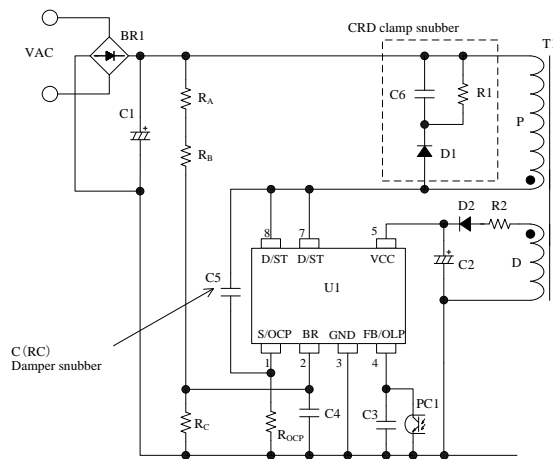 CRD clamp snubber
VAC
BR1
T1
C1
RA
RB
C6
R1
P
D1
D2
R2
C5
8
7
5
D/ST
D/ST
VCC
C2
D
U1
C (RC)
Damper snubber
S/OCP
BR
GND
FB/OLP
1
2
3
4
RC
ROCP
C4
C3
PC1